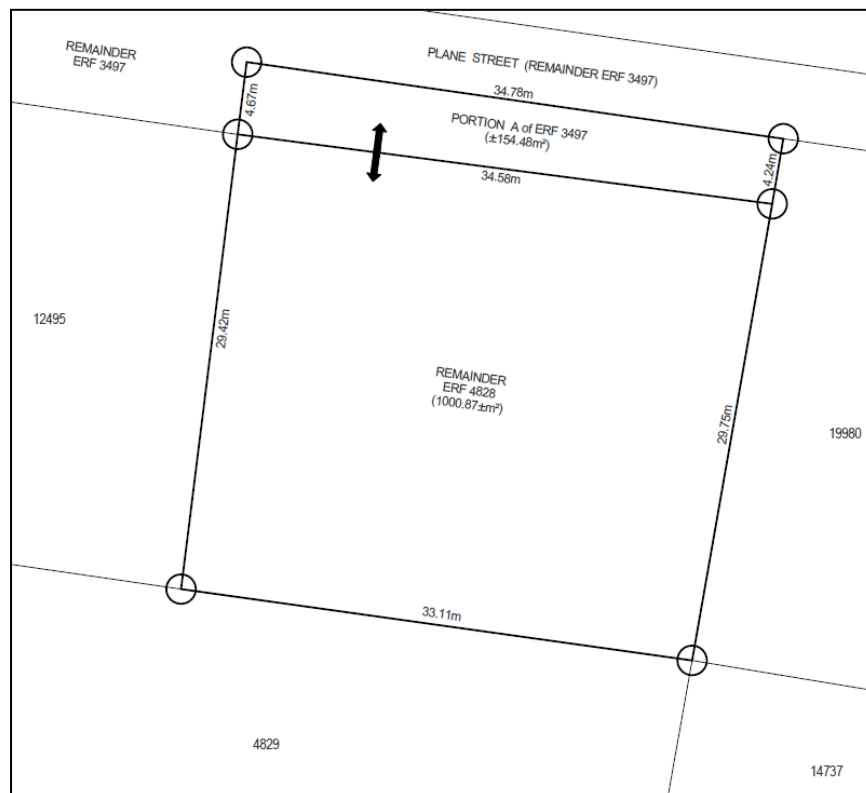 REMAINDER
ERF 3497
PLANE STREET (REMAINDER ERF 3497)
34.78m
4.67m
PORTION A of ERF 3497
(±154.48m²)
4.24m
34.58m
12495
29.42m
REMAINDER
ERF 4828
(1000.87±m²)
29.75m
19980
33.11m
4829
14737